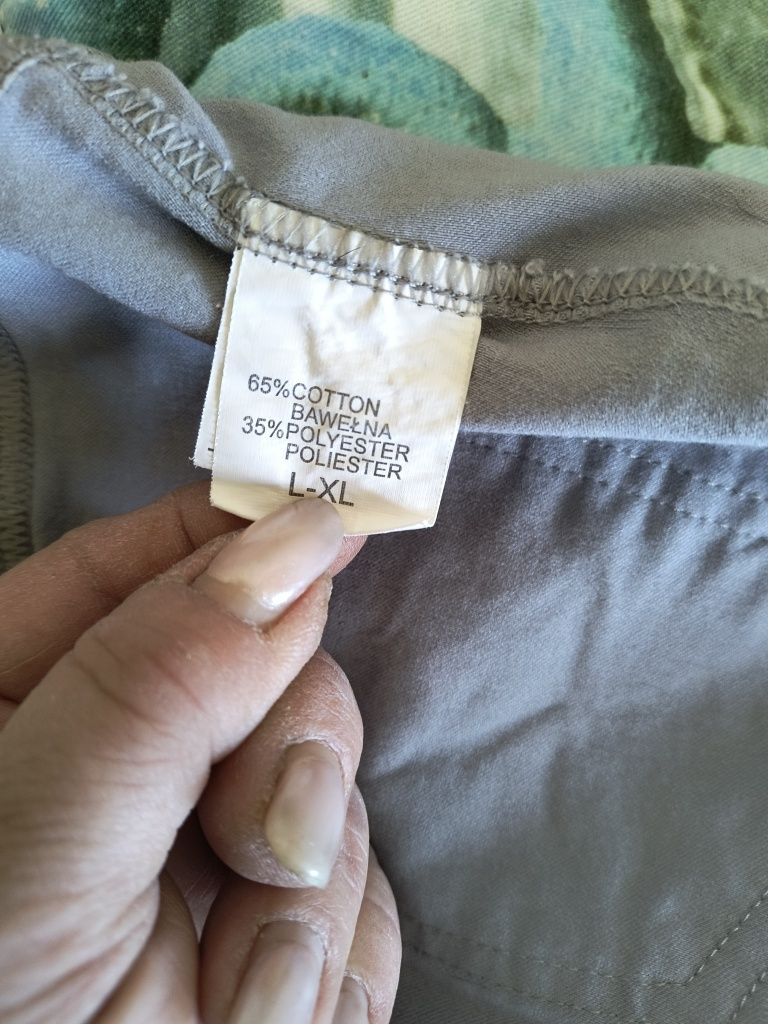 65%COTTON
BAWEŁNA
35%POLYESTER
POLIESTER
L-XL